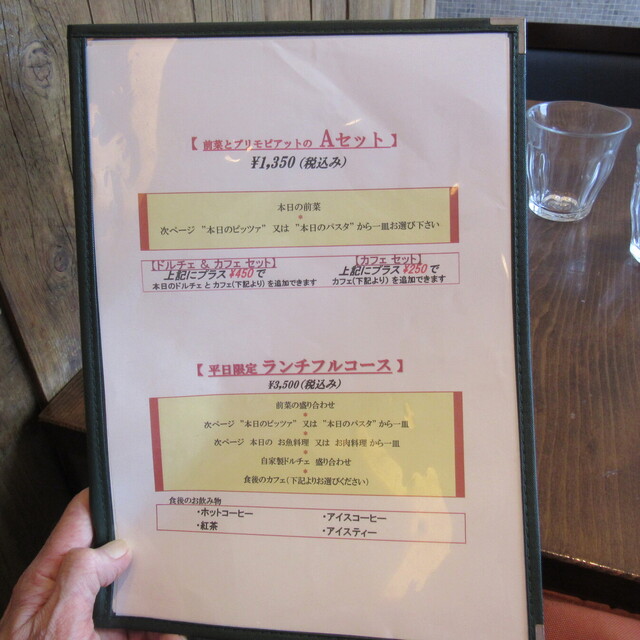 【 前菜とプリモピアットの Aセット 】
¥1,350（税込み）
本日の前菜
*
次ページ “本日のピッツァ” 又は “本日のパスタ”から一皿お選び下さい
【ドルチェ & カフェ セット】
上記にプラス¥450で
本日のドルチェ と カフェ（下記より）を追加できます
【カフェ セット】
上記にプラス¥250で
カフェ（下記より）を追加できます
【 平日限定 ランチフルコース 】
¥3,500（税込み）
前菜の盛り合わせ
*
次ページ “本日のピッツァ” 又は “本日のパスタ”から一皿
*
次ページ 本日の お魚料理 又は お肉料理 から一皿
*
自家製ドルチェ 盛り合わせ
*
食後のカフェ（下記よりお選びください）
食後のお飲み物
・ホットコーヒー ・アイスコーヒー
・紅茶 ・アイスティー